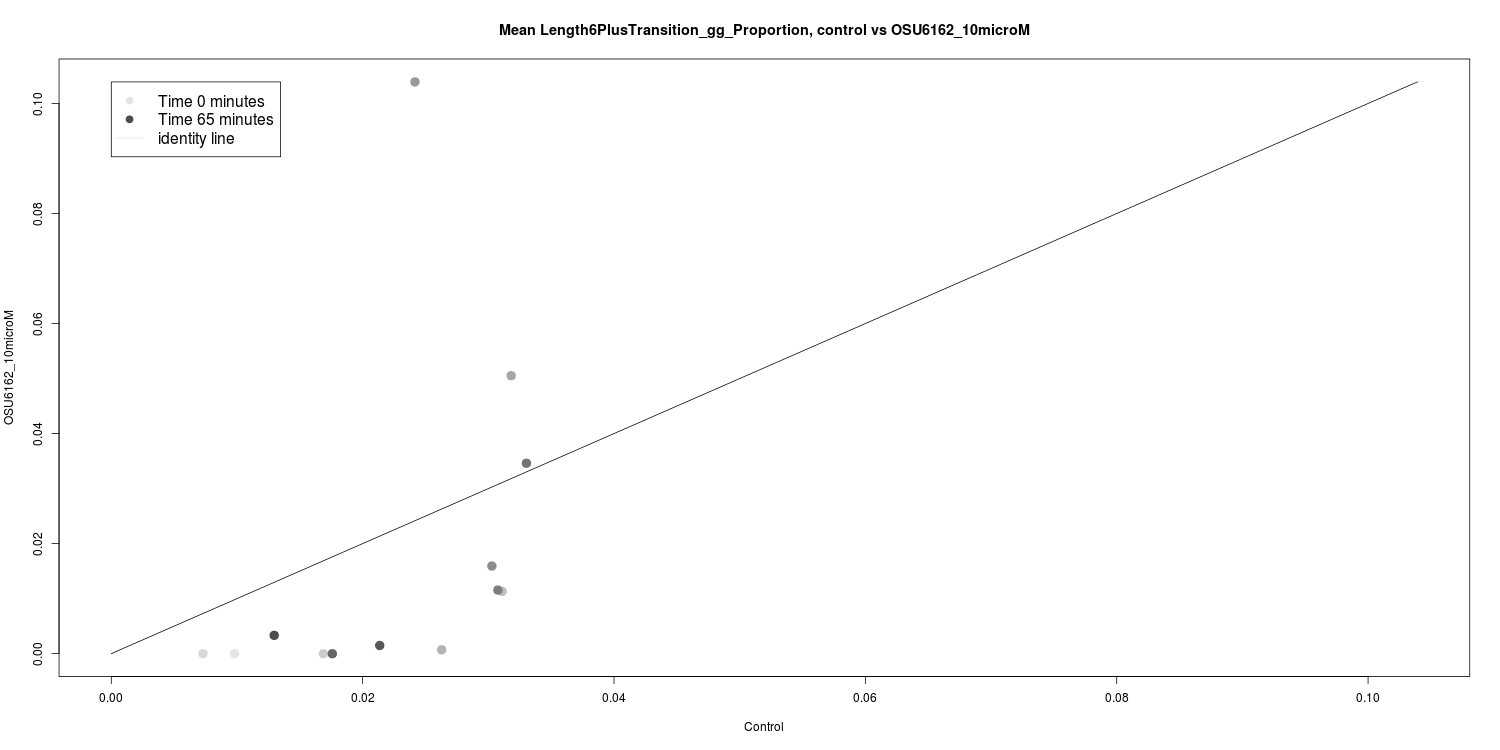 Mean Length6PlusTransition_gg_Proportion, control vs OSU6162_10microM
Time 0 minutes
Time 65 minutes
identity line
OSU6162_10microM
0.10
0.08
0.06
0.04
0.02
0.00
0.00 0.02 0.04 0.06 0.08 0.10
Control